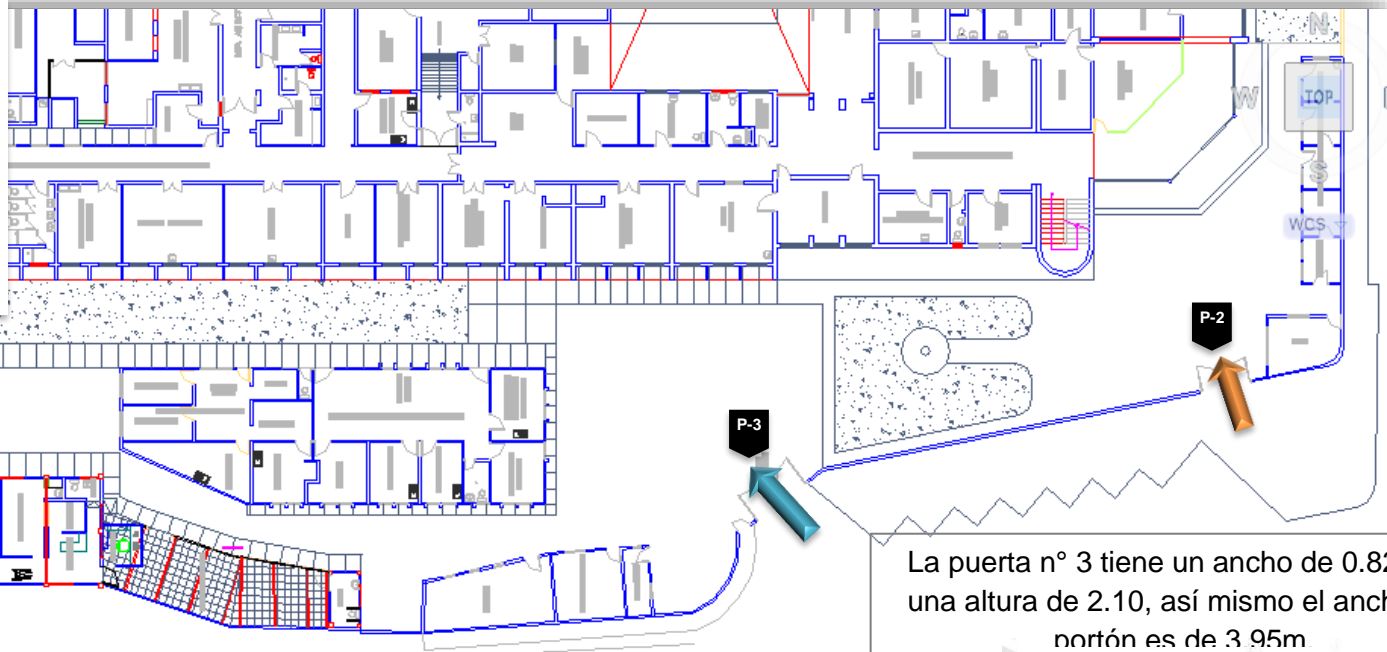 N
W
TOP
S
WCS
P-2
P-3
La puerta n° 3 tiene un ancho de 0.82
una altura de 2.10, así mismo el anch
portón es de 3.95m.